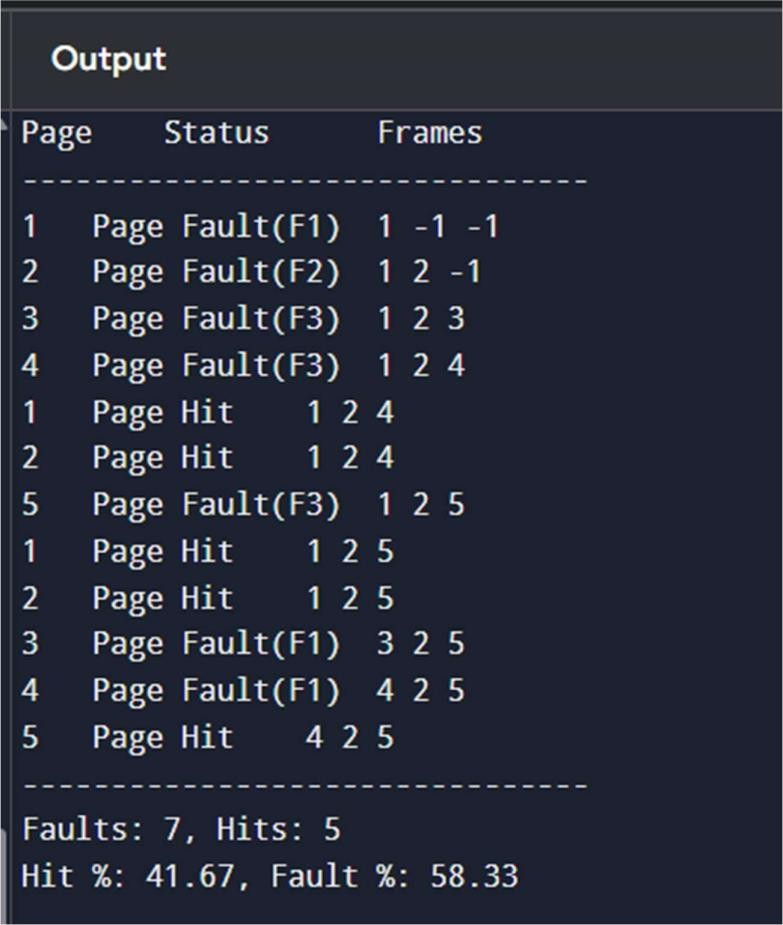 Output
Page    Status      Frames
--------------------------------
1   Page Fault(F1)  1 -1 -1
2   Page Fault(F2)  1 2 -1
3   Page Fault(F3)  1 2 3
4   Page Fault(F3)  1 2 4
1   Page Hit    1 2 4
2   Page Hit    1 2 4
5   Page Fault(F3)  1 2 5
1   Page Hit    1 2 5
2   Page Hit    1 2 5
3   Page Fault(F1)  3 2 5
4   Page Fault(F1)  4 2 5
5   Page Hit    4 2 5
--------------------------------
Faults: 7, Hits: 5
Hit %: 41.67, Fault %: 58.33